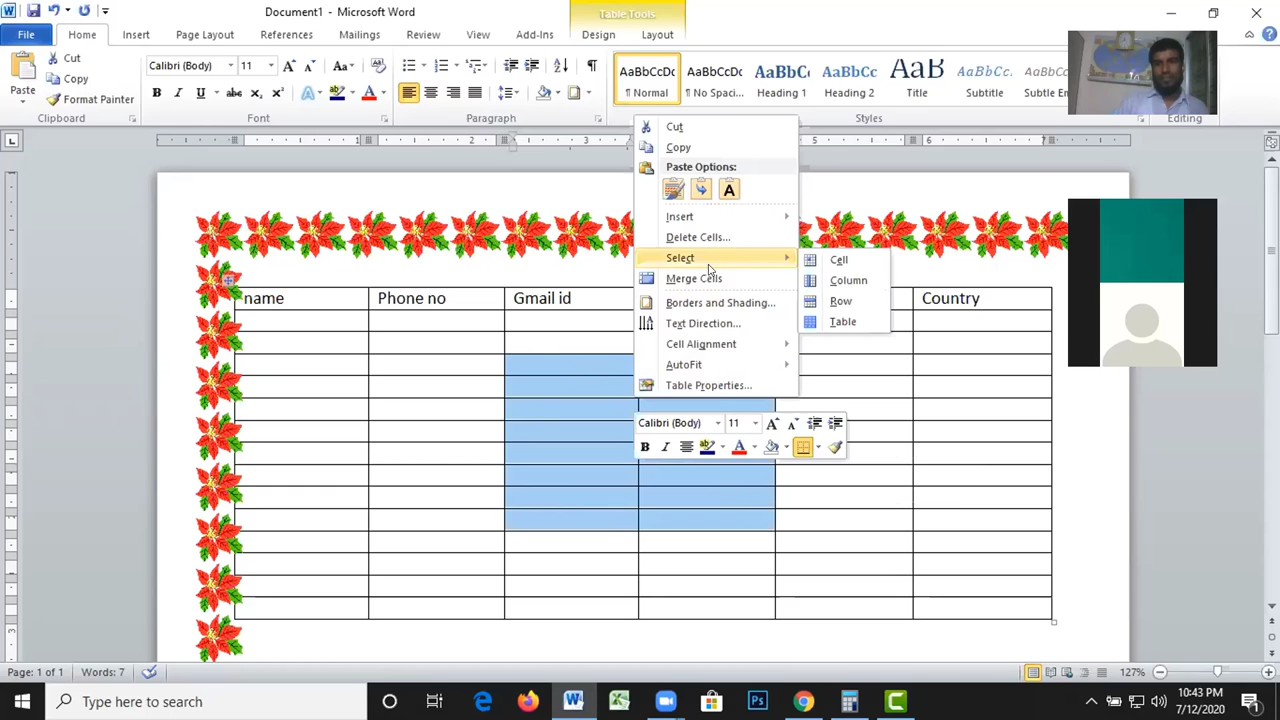 Document1 - Microsoft Word
Table Tools
File
Home
Insert
Page Layout
References
Mailings
Review
View
Add-Ins
Design
Layout
Paste
Cut
Copy
Format Painter
Clipboard
Calibri (Body)
11
Font
Paragraph
AaBbCcDc
¶ Normal
AaBbCcDc
¶ No Spaci...
AaBbCc
Heading 1
AaBbCc
Heading 2
AaB
Title
AaBbCc
Subtitle
AaBbCcDc
Subtle Em
Styles
Editing
Cut
Copy
Paste Options:
Insert
Delete Cells...
Select
Merge Cells
Borders and Shading...
Text Direction...
Cell Alignment
AutoFit
Table Properties...
Cell
Column
Row
Table
Calibri (Body)
11
name
Phone no
Gmail id
Country
Page: 1 of 1
Words: 7
127%
Type here to search
10:43 PM
7/12/2020